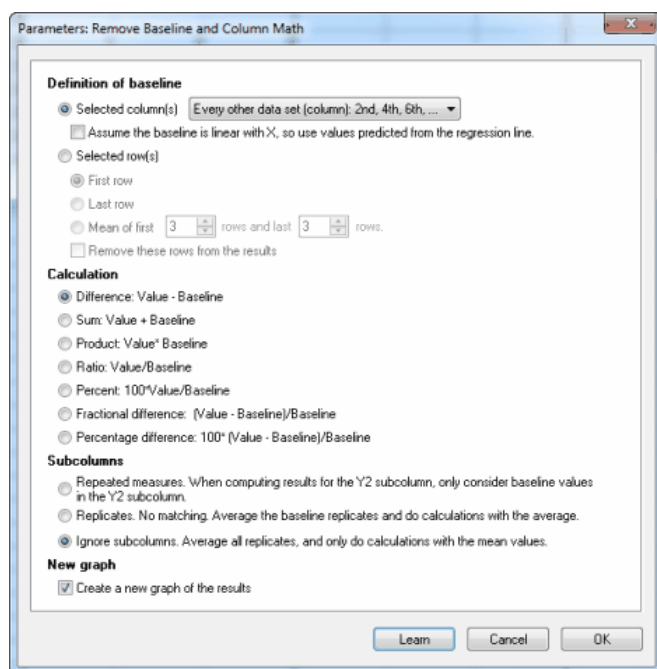 Parameters: Remove Baseline and Column Math
X
Definition of baseline
Selected column(s) Every other data set (column): 2nd, 4th, 6th, ...
Assume the baseline is linear with X, so use values predicted from the regression line.
Selected row(s)
First row
Last row
Mean of first 3 rows and last 3 rows.
Remove these rows from the results
Calculation
Difference: Value - Baseline
Sum: Value + Baseline
Product: Value* Baseline
Ratio: Value/Baseline
Percent: 100*Value/Baseline
Fractional difference: (Value - Baseline)/Baseline
Percentage difference: 100* (Value - Baseline)/Baseline
Subcolumns
Repeated measures. When computing results for the Y2 subcolumn, only consider baseline values
in the Y2 subcolumn.
Replicates. No matching. Average the baseline replicates and do calculations with the average.
Ignore subcolumns. Average all replicates, and only do calculations with the mean values.
New graph
Create a new graph of the results
Learn Cancel OK